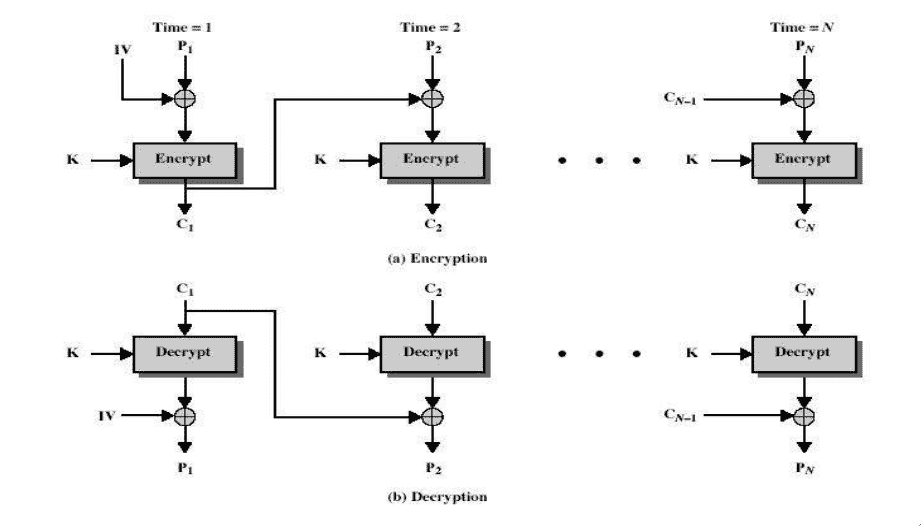 Time = 1 Time = 2 Time = N
IV P1 P2 PN
CN–1
K Encrypt K Encrypt • • • K Encrypt
C1 C2 CN
(a) Encryption
C1 C2 CN
K Decrypt K Decrypt • • • K Decrypt
IV CN–1
P1 P2 PN
(b) Decryption